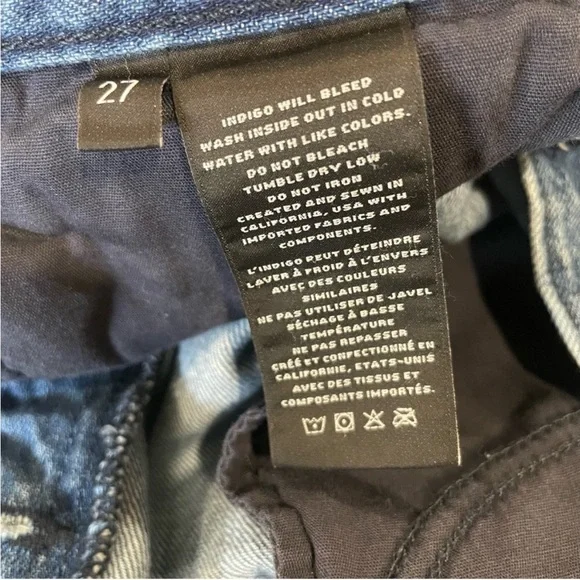 27
INDIGO WILL BLEED
WASH INSIDE OUT IN COLD
WATER WITH LIKE COLORS.
DO NOT BLEACH
TUMBLE DRY LOW
DO NOT IRON
CREATED AND SEWN IN
CALIFORNIA, USA WITH
IMPORTED FABRICS AND
COMPONENTS.
L'INDIGO PEUT DÉTEINDRE
LAVER À FROID À L'ENVERS
AVEC DES COULEURS
SIMILAIRES
NE PAS UTILISER DE JAVEL
SÉCHAGE À BASSE
TEMPÉRATURE
NE PAS REPASSER
CRÉÉ ET CONFECTIONNÉ EN
CALIFORNIE, ETATS-UNIS
AVEC DES TISSUS ET
COMPOSANTS IMPORTÉS.